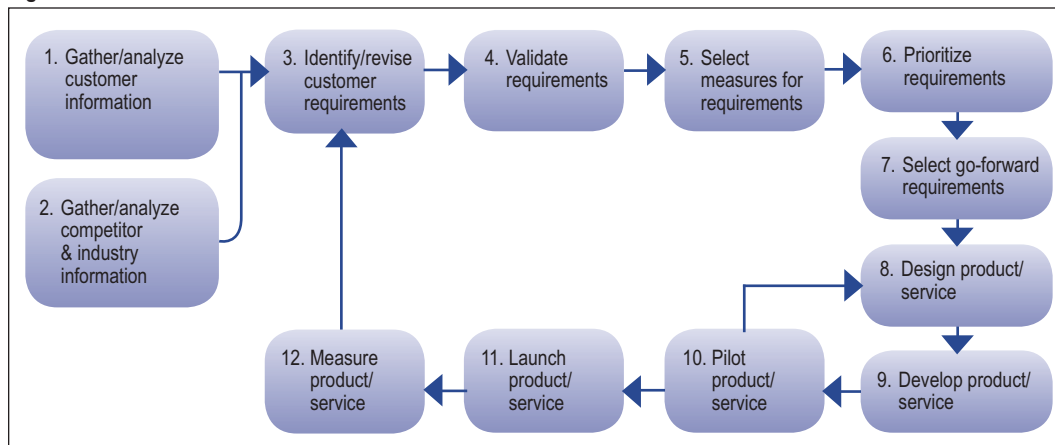 1. Gather/analyze
customer
information
2. Gather/analyze
competitor
& industry
information
3. Identify/revise
customer
requirements
4. Validate
requirements
5. Select
measures for
requirements
6. Prioritize
requirements
7. Select go-forward
requirements
8. Design product/
service
9. Develop product/
service
10. Pilot
product/
service
11. Launch
product/
service
12. Measure
product/
service